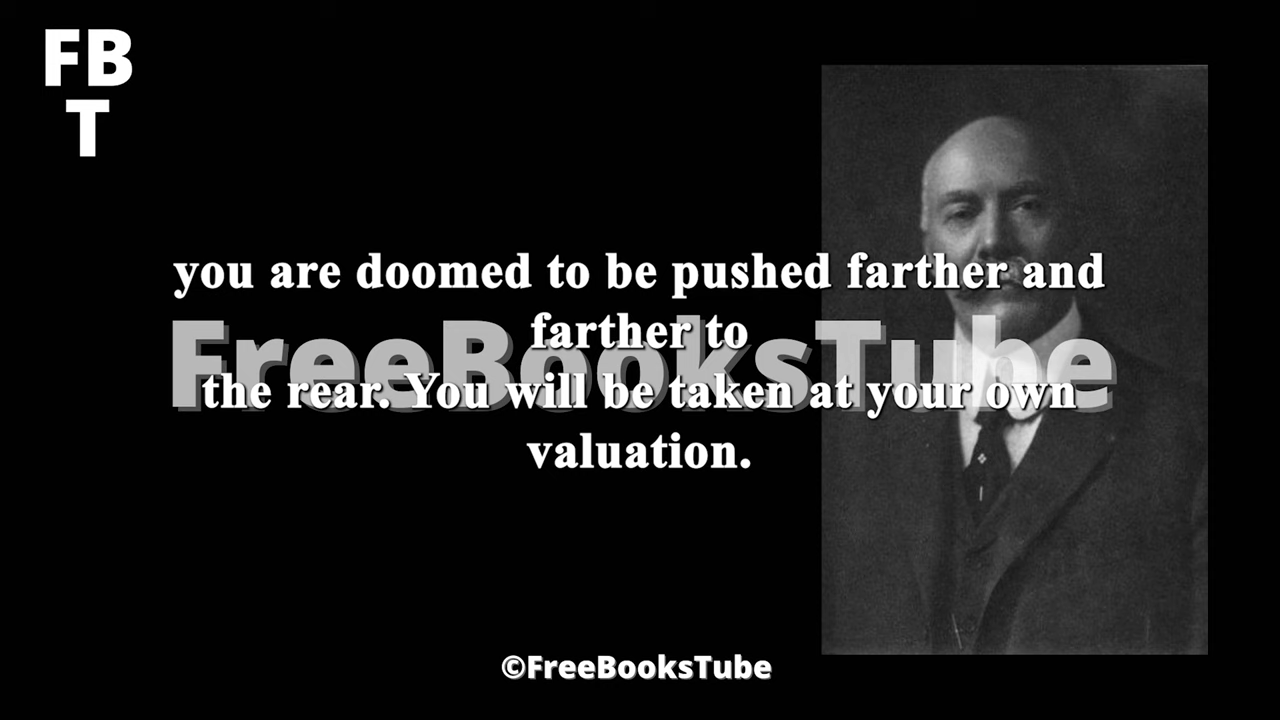 FB
T
you are doomed to be pushed farther and
farther to
FreeBooksTube
the rear. You will be taken at your own
valuation.
©FreeBooksTube